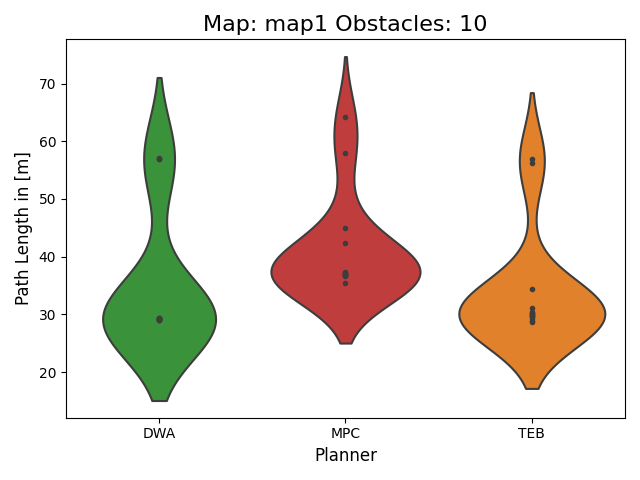 Map: map1 Obstacles: 10
70
60
50
40
30
20
Path Length in [m]
DWA
MPC
TEB
Planner